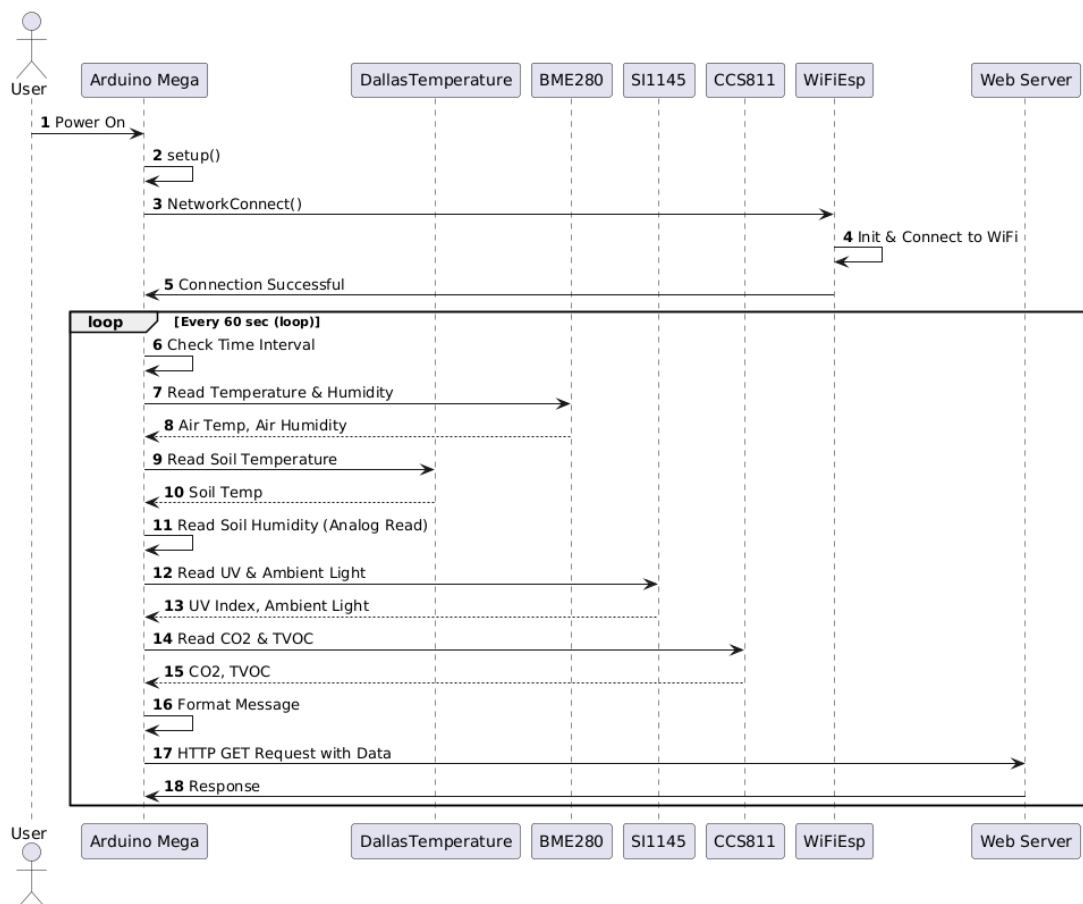 User
Arduino Mega
DallasTemperature
BME280
SI1145
CCS811
WiFiEsp
Web Server
1 Power On
2 setup()
3 NetworkConnect()
4 Init & Connect to WiFi
5 Connection Successful
loop [Every 60 sec (loop)]
6 Check Time Interval
7 Read Temperature & Humidity
8 Air Temp, Air Humidity
9 Read Soil Temperature
10 Soil Temp
11 Read Soil Humidity (Analog Read)
12 Read UV & Ambient Light
13 UV Index, Ambient Light
14 Read CO2 & TVOC
15 CO2, TVOC
16 Format Message
17 HTTP GET Request with Data
18 Response
User
Arduino Mega
DallasTemperature
BME280
SI1145
CCS811
WiFiEsp
Web Server